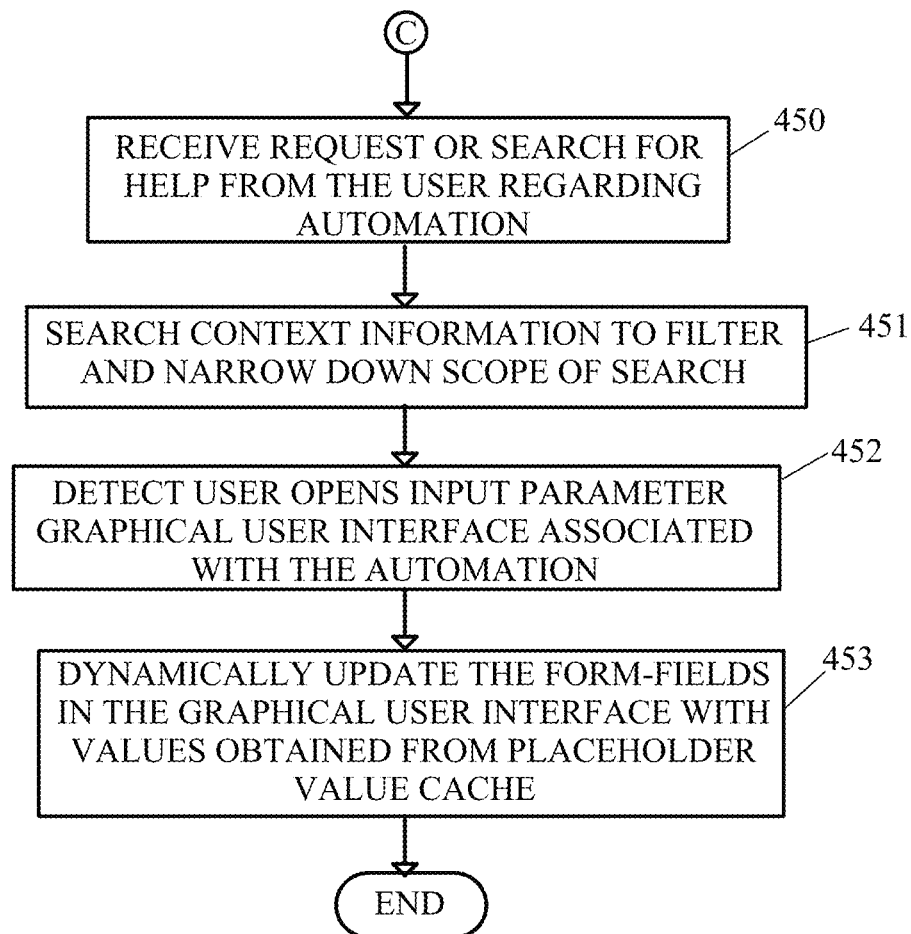 C
RECEIVE REQUEST OR SEARCH FOR
HELP FROM THE USER REGARDING
AUTOMATION
450
SEARCH CONTEXT INFORMATION TO FILTER
AND NARROW DOWN SCOPE OF SEARCH
451
DETECT USER OPENS INPUT PARAMETER
GRAPHICAL USER INTERFACE ASSOCIATED
WITH THE AUTOMATION
452
DYNAMICALLY UPDATE THE FORM-FIELDS
IN THE GRAPHICAL USER INTERFACE WITH
VALUES OBTAINED FROM PLACEHOLDER
VALUE CACHE
453
END